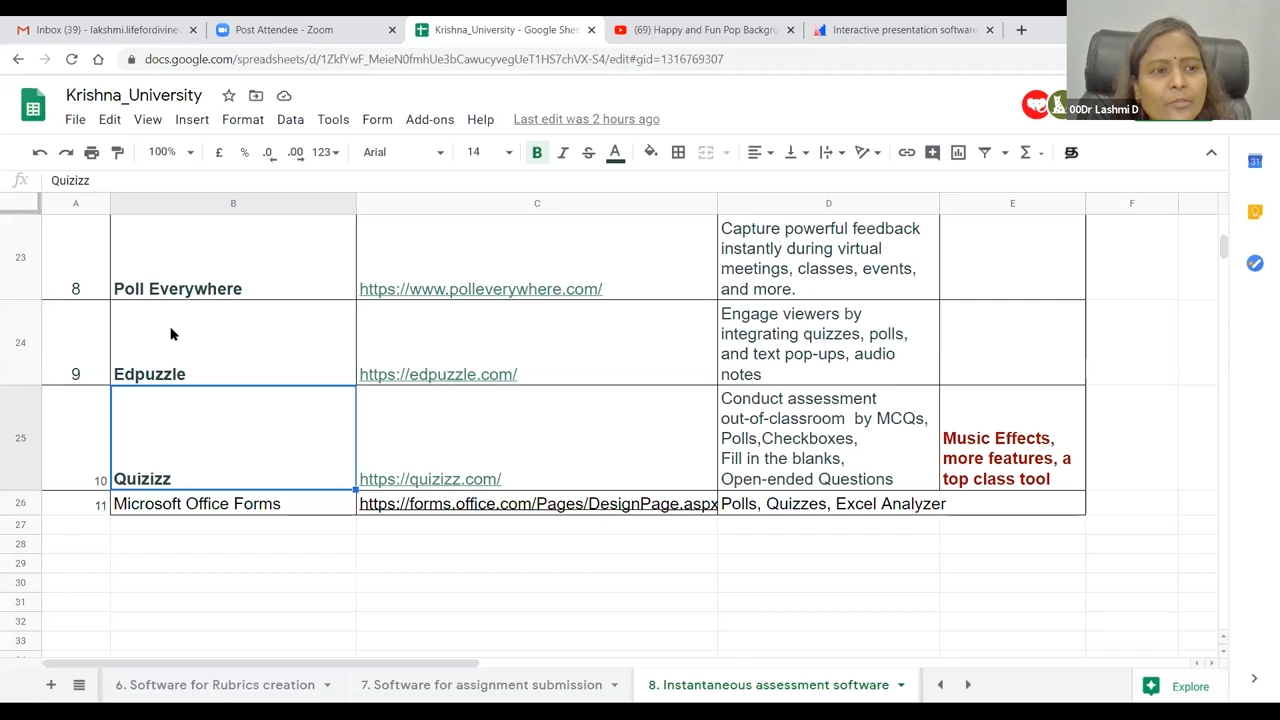 Inbox (39) - lakshmi.lifefordivine
Post Attendee - Zoom
Krishna_University - Google Shee
(69) Happy and Fun Pop Backgro
Interactive presentation software
docs.google.com/spreadsheets/d/1ZkfYwF_MeieN0fmhUe3bCawucyvegUeT1HS7chVX-S4/edit#gid=1316769307
Krishna_University
00Dr Lashmi D
File Edit View Insert Format Data Tools Form Add-ons Help Last edit was 2 hours ago
100% £ % .0 .00 123 Arial 14 B I S A
fx Quizizz
A B C D E F
23
8 Poll Everywhere https://www.polleverywhere.com/
Capture powerful feedback
instantly during virtual
meetings, classes, events,
and more.
24
9 Edpuzzle https://edpuzzle.com/
Engage viewers by
integrating quizzes, polls,
and text pop-ups, audio
notes
25
10 Quizizz https://quizizz.com/
Conduct assessment
out-of-classroom by MCQs,
Polls,Checkboxes,
Fill in the blanks,
Open-ended Questions
Music Effects,
more features, a
top class tool
26 11 Microsoft Office Forms https://forms.office.com/Pages/DesignPage.aspx Polls, Quizzes, Excel Analyzer
27
28
29
30
31
32
33
6. Software for Rubrics creation 7. Software for assignment submission 8. Instantaneous assessment software Explore